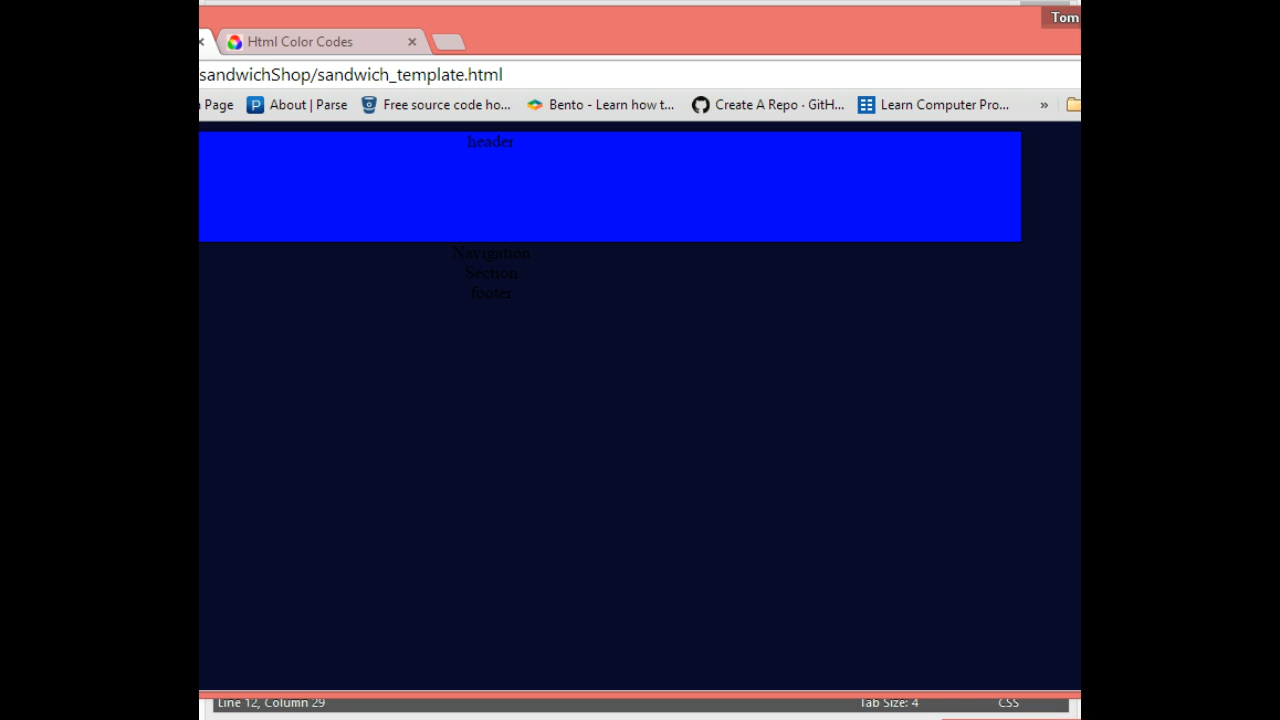 Tom
Html Color Codes
sandwichShop/sandwich_template.html
Page About | Parse Free source code ho... Bento - Learn how t... Create A Repo · GitH... Learn Computer Pro... »
header
Navigation
Section
footer
Line 12, Column 29 Tab Size: 4 CSS